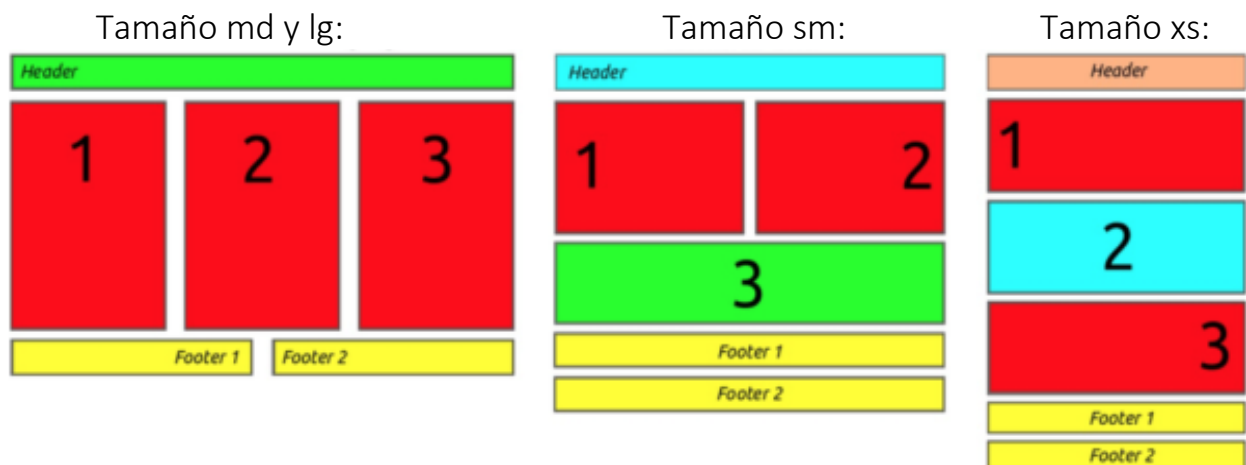 Tamaño md y lg:
Header
1 2 3
Footer 1 Footer 2
Tamaño sm:
Header
1 2
3
Footer 1
Footer 2
Tamaño xs:
Header
1
2
3
Footer 1
Footer 2